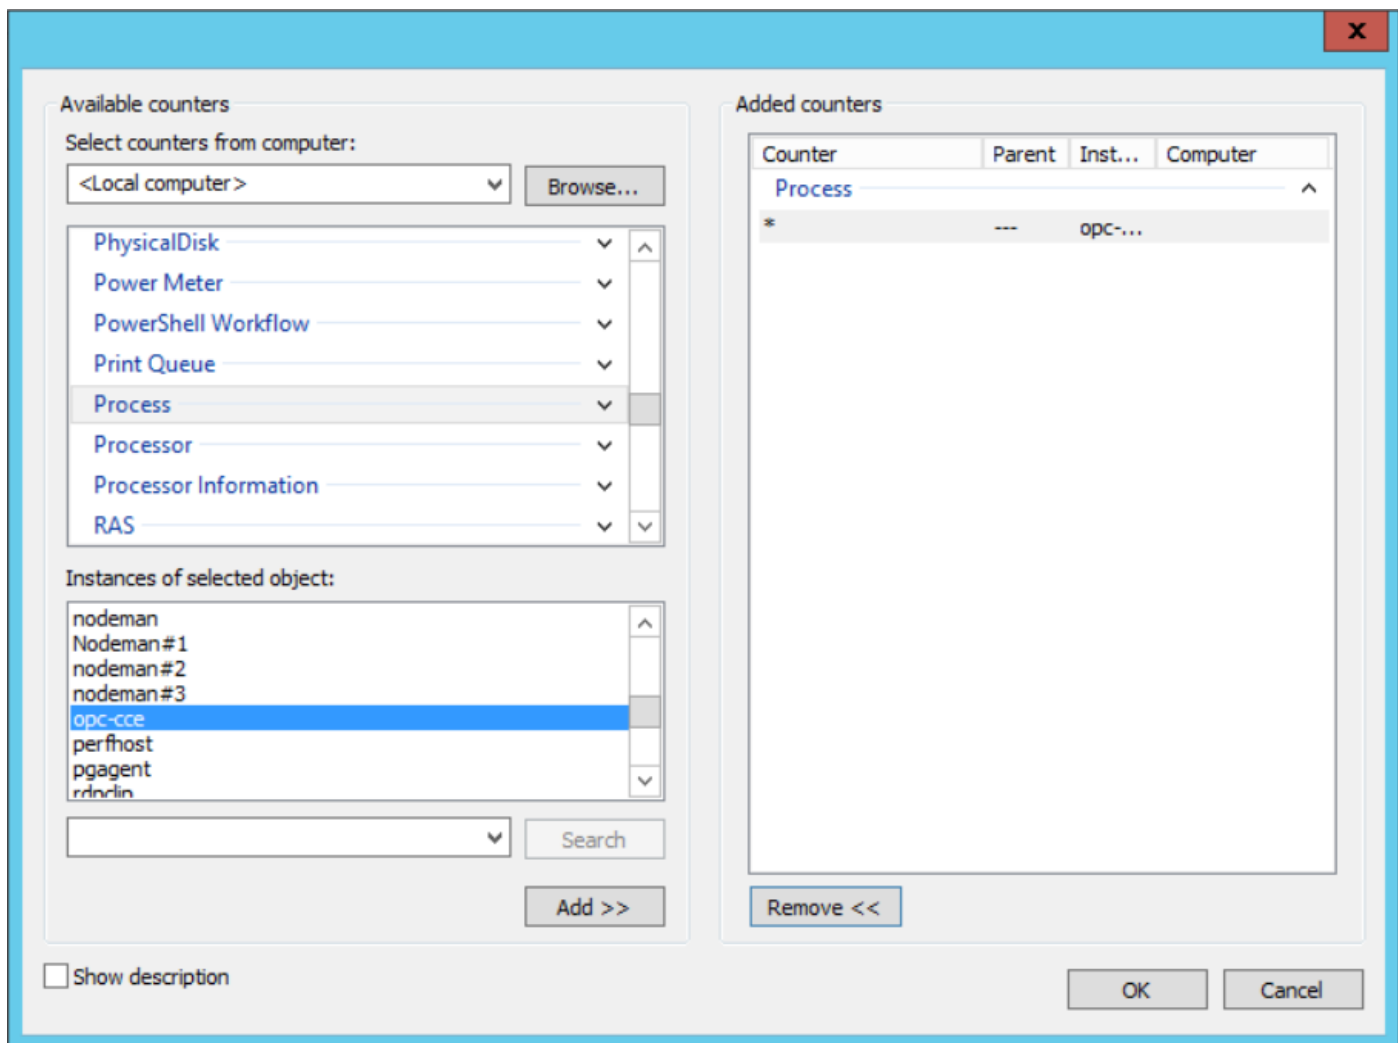 x
Available counters
Select counters from computer:
<Local computer>
Browse...
PhysicalDisk
Power Meter
PowerShell Workflow
Print Queue
Process
Processor
Processor Information
RAS
Instances of selected object:
nodeman
Nodeman#1
nodeman#2
nodeman#3
opc-cce
perfhost
pgagent
rdpclip
Search
Add >>
Show description
Added counters
Counter Parent Inst... Computer
Process
* --- opc-...
Remove <<
OK Cancel